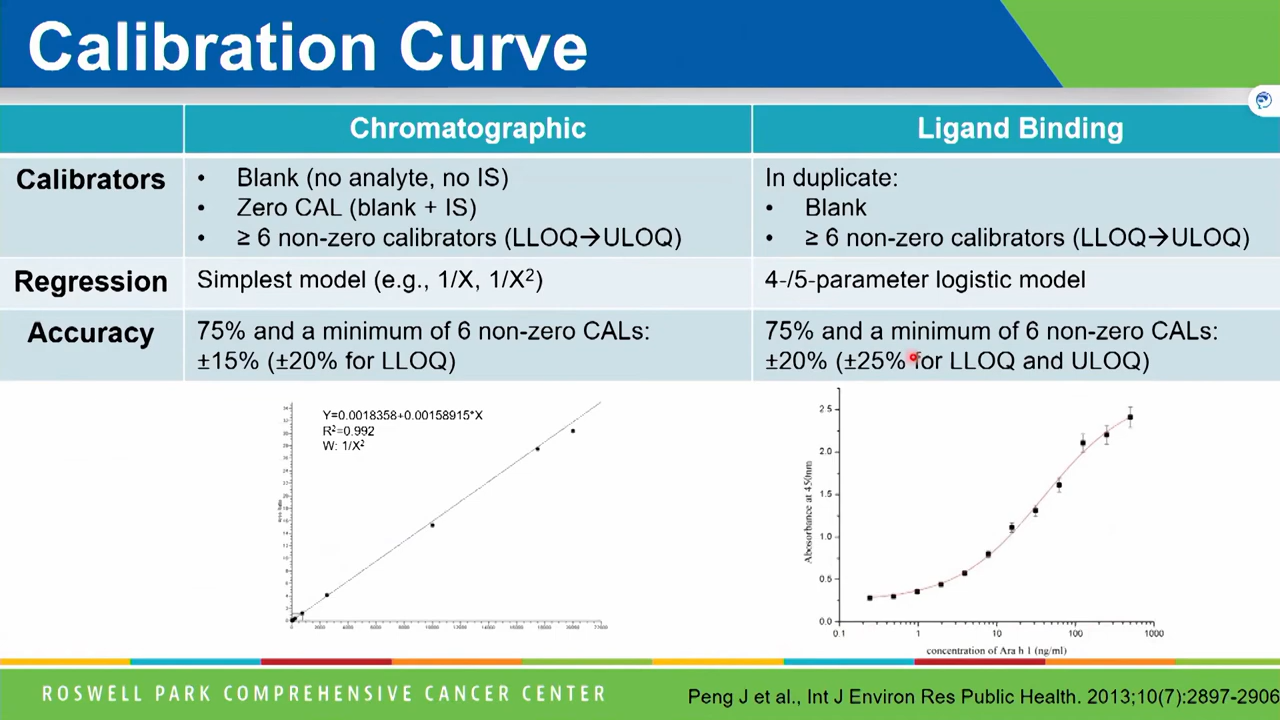 Calibration Curve
Chromatographic
Ligand Binding
Calibrators
• Blank (no analyte, no IS)
• Zero CAL (blank + IS)
• ≥ 6 non-zero calibrators (LLOQ→ULOQ)
In duplicate:
• Blank
• ≥ 6 non-zero calibrators (LLOQ→ULOQ)
Regression
Simplest model (e.g., 1/X, 1/X²)
4-/5-parameter logistic model
Accuracy
75% and a minimum of 6 non-zero CALs:
±15% (±20% for LLOQ)
75% and a minimum of 6 non-zero CALs:
±20% (±25% for LLOQ and ULOQ)
Y=0.0018358+0.00158915*X
R²=0.992
W: 1/X²
2.5
2.0
1.5
1.0
0.5
0.0
Abosorbance at 450nm
0.1 1 10 100 1000
concentration of Ara h 1 (ng/ml)
ROSWELL PARK COMPREHENSIVE CANCER CENTER
Peng J et al., Int J Environ Res Public Health. 2013;10(7):2897-2906